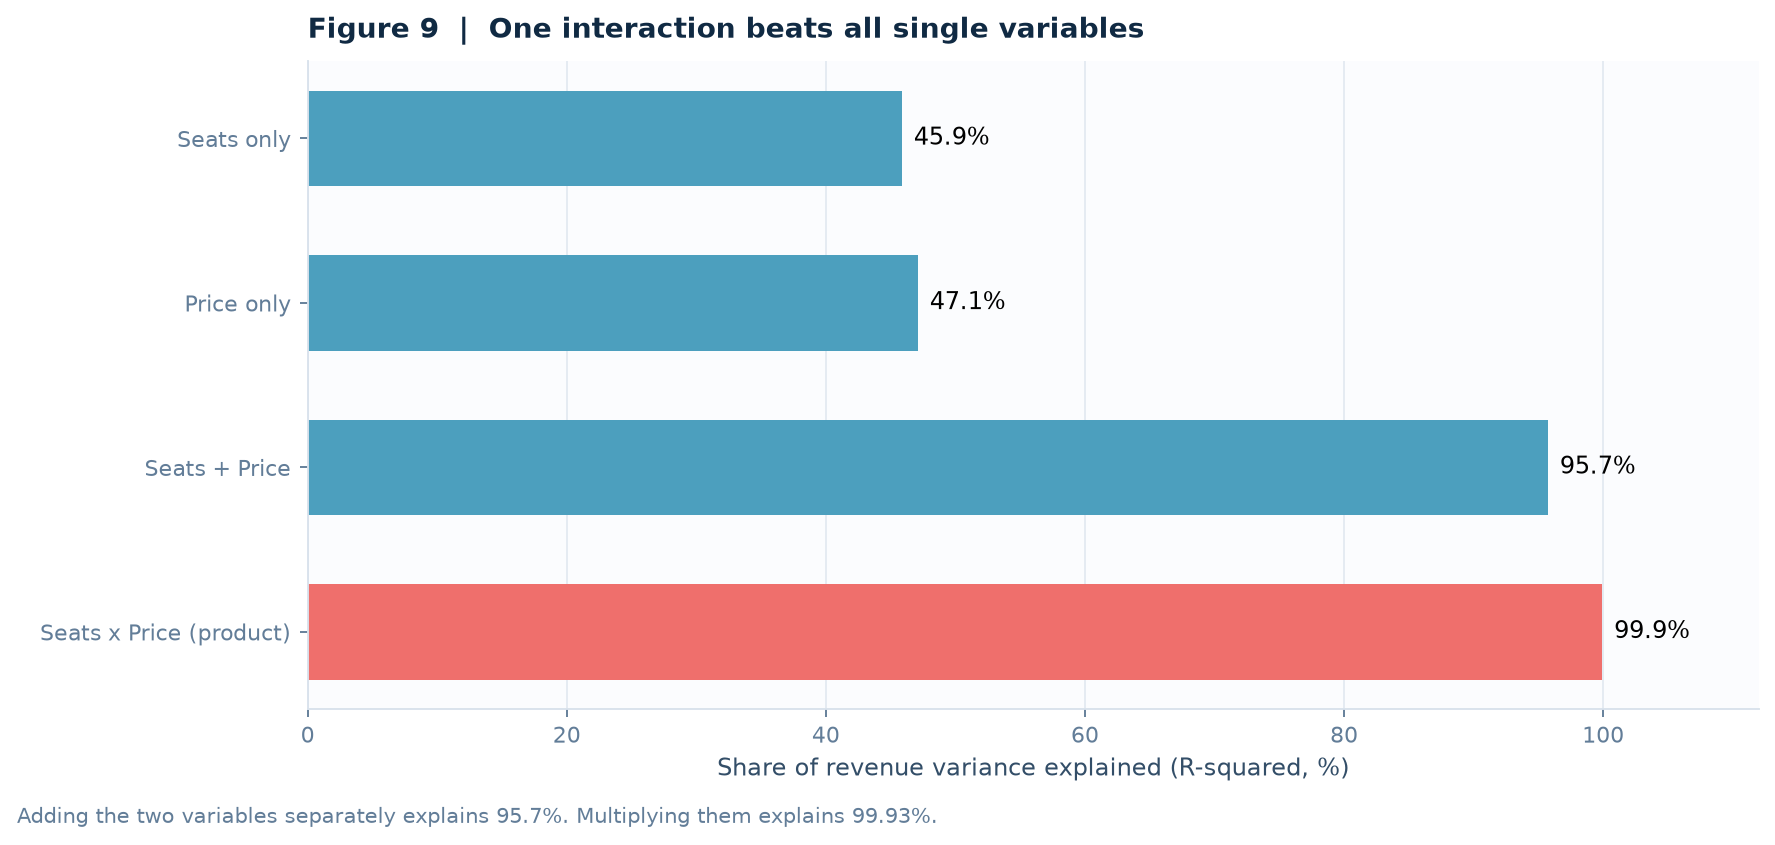 Figure 9 | One interaction beats all single variables
Seats only
45.9%
Price only
47.1%
Seats + Price
95.7%
Seats x Price (product)
99.9%
0 20 40 60 80 100
Share of revenue variance explained (R-squared, %)
Adding the two variables separately explains 95.7%. Multiplying them explains 99.93%.